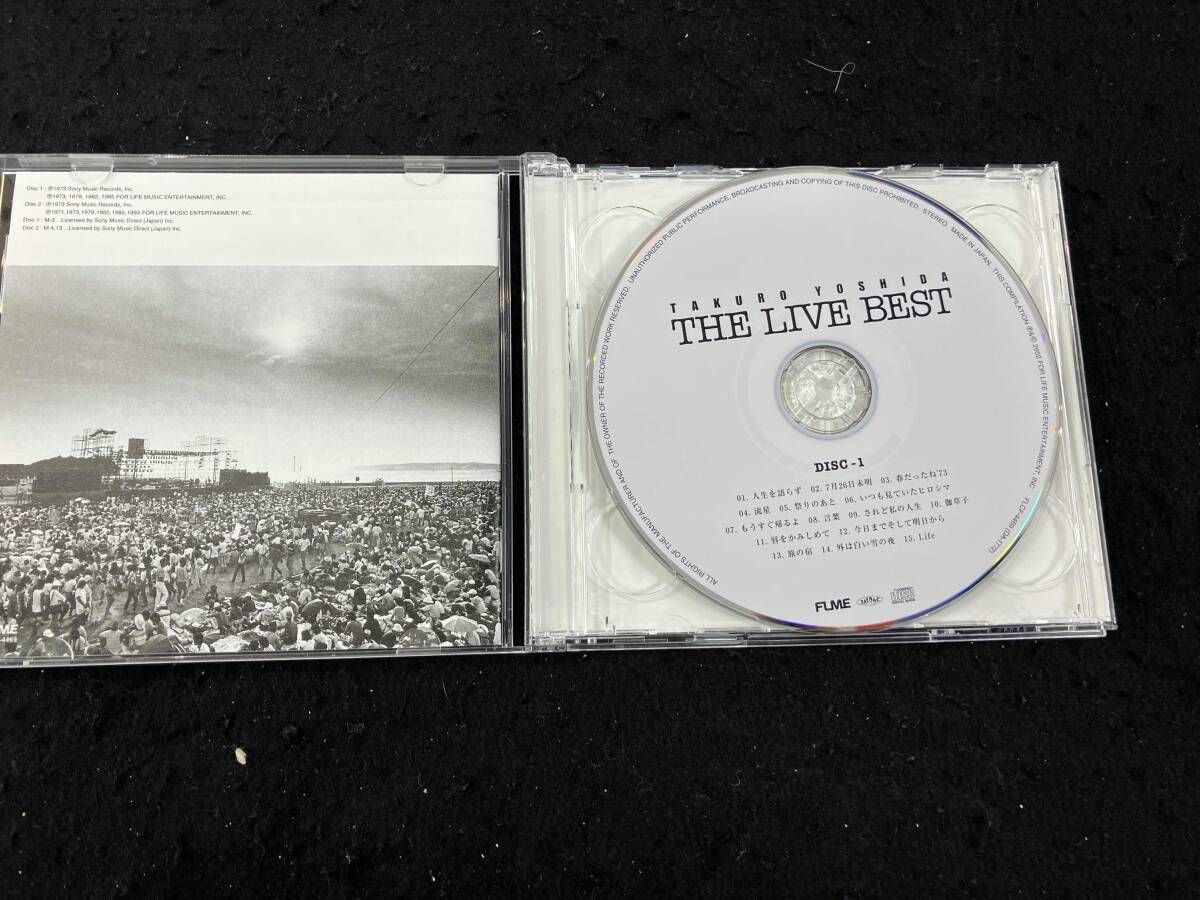 Disc 1 : ℗1973 Sony Music Records, Inc.
℗1973, 1979, 1982, 1985 FOR LIFE MUSIC ENTERTAINMENT, INC.
Disc 2 : ℗1973 Sony Music Records, Inc.
℗1971,1973,1979,1982,1985,1993 FOR LIFE MUSIC ENTERTAINMENT, INC.
Disc 1 : M-3 ...Licensed by Sony Music Direct (Japan) Inc.
Disc 2 : M-4,13 ...Licensed by Sony Music Direct (Japan) Inc.
FLME
ALL RIGHTS OF THE MANUFACTURER AND OF THE OWNER OF THE RECORDED WORK RESERVED. UNAUTHORIZED PUBLIC PERFORMANCE, BROADCASTING AND COPYING OF THIS DISC PROHIBITED. STEREO MADE IN JAPAN THIS COMPILATION ℗&© 2002 FOR LIFE MUSIC ENTERTAINMENT, INC. FLCF-4469 (DA-1772)
TAKURO YOSHIDA
THE LIVE BEST
DISC - 1
01. 人生を語らず 02. 7月26日未明 03. 春だったね'73
04. 流星 05. 祭りのあと 06. いつも見ていたヒロシマ
07. もうすぐ帰るよ 08. 言葉 09. されど私の人生 10. 伽草子
11. 唇をかみしめて 12. 今日までそして明日から
13. 旅の宿 14. 外は白い雪の夜 15. Life
FLME